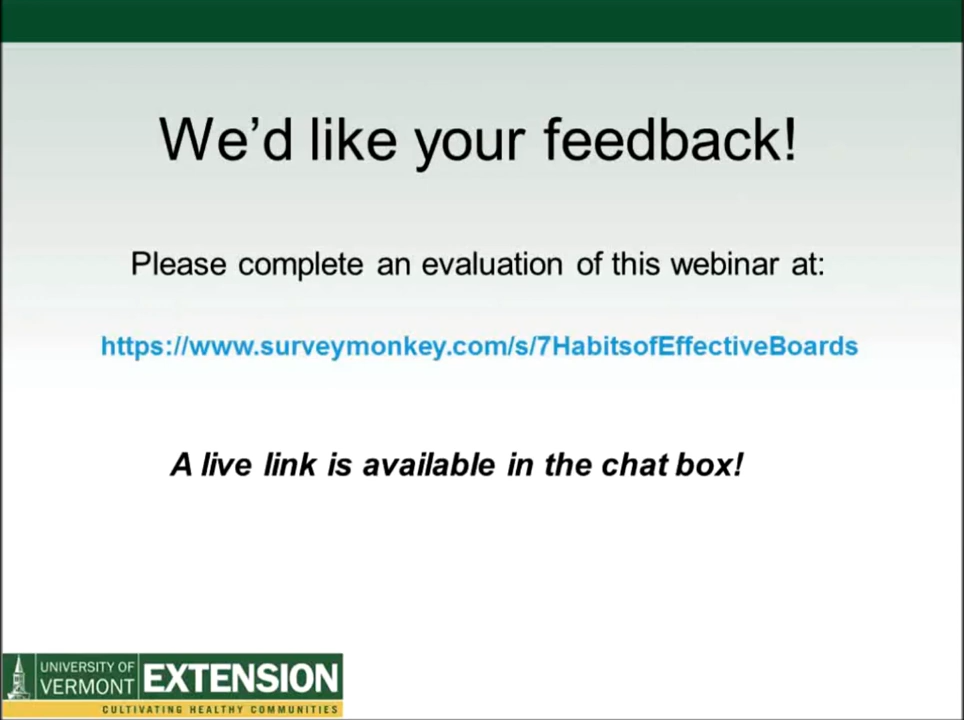 We’d like your feedback!
Please complete an evaluation of this webinar at:
https://www.surveymonkey.com/s/7HabitsofEffectiveBoards
A live link is available in the chat box!
UNIVERSITY OF
VERMONT
EXTENSION
CULTIVATING HEALTHY COMMUNITIES